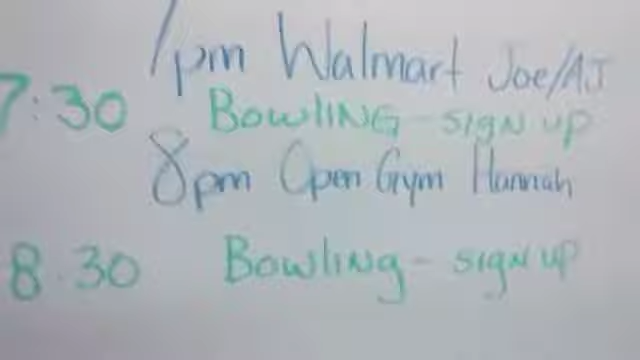 7pm Walmart Joe/AJ
7:30 Bowling - sign up
8pm Open Gym Hannah
8:30 Bowling - sign up